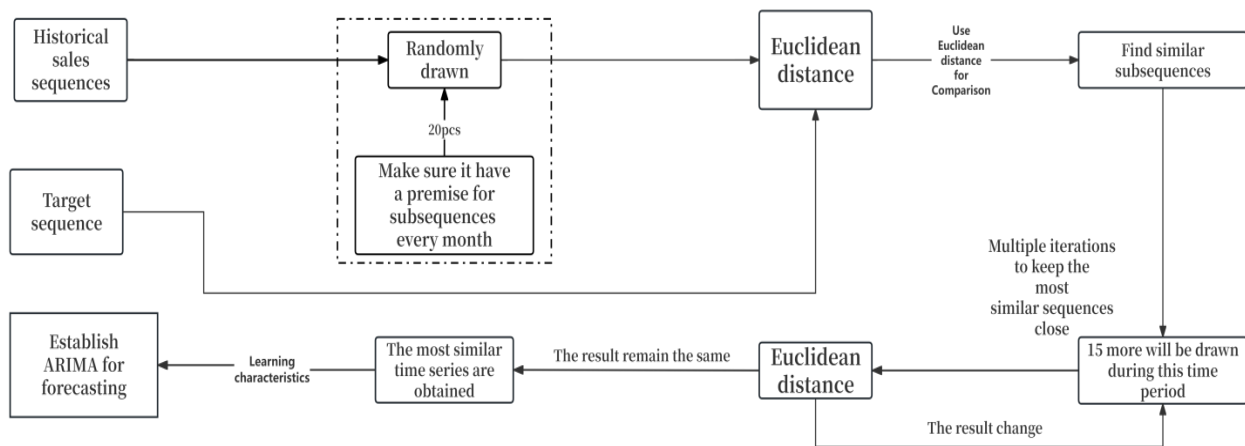 Historical
sales
sequences
Randomly
drawn
20pcs
Make sure it have
a premise for
subsequences
every month
Euclidean
distance
Use
Euclidean
distance
for
Comparison
Find similar
subsequences
Target
sequence
Multiple iterations
to keep the
most
similar sequences
close
15 more will be drawn
during this time
period
Euclidean
distance
The result change
The result remain the same
The most similar
time series are
obtained
Learning
characteristics
Establish
ARIMA for
forecasting